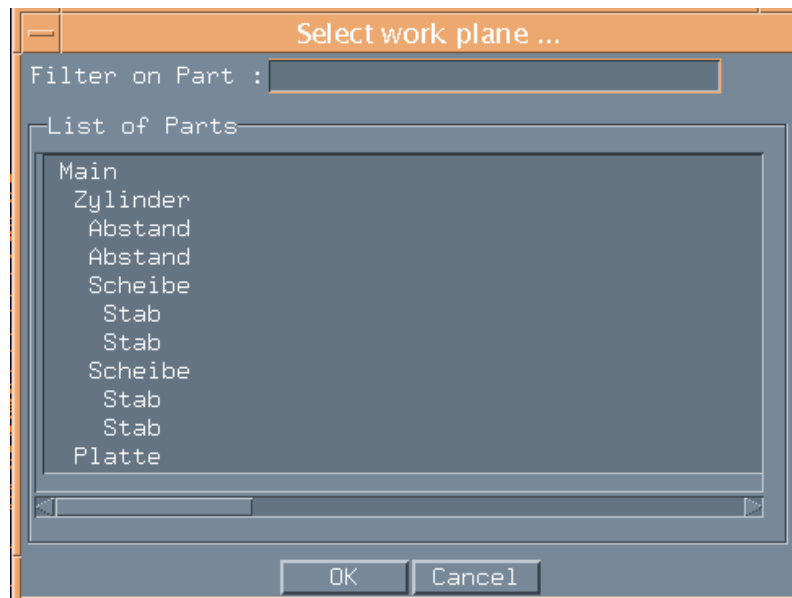 Select work plane ...
Filter on Part :
List of Parts
Main
Zylinder
Abstand
Abstand
Scheibe
Stab
Stab
Scheibe
Stab
Stab
Platte
OK Cancel